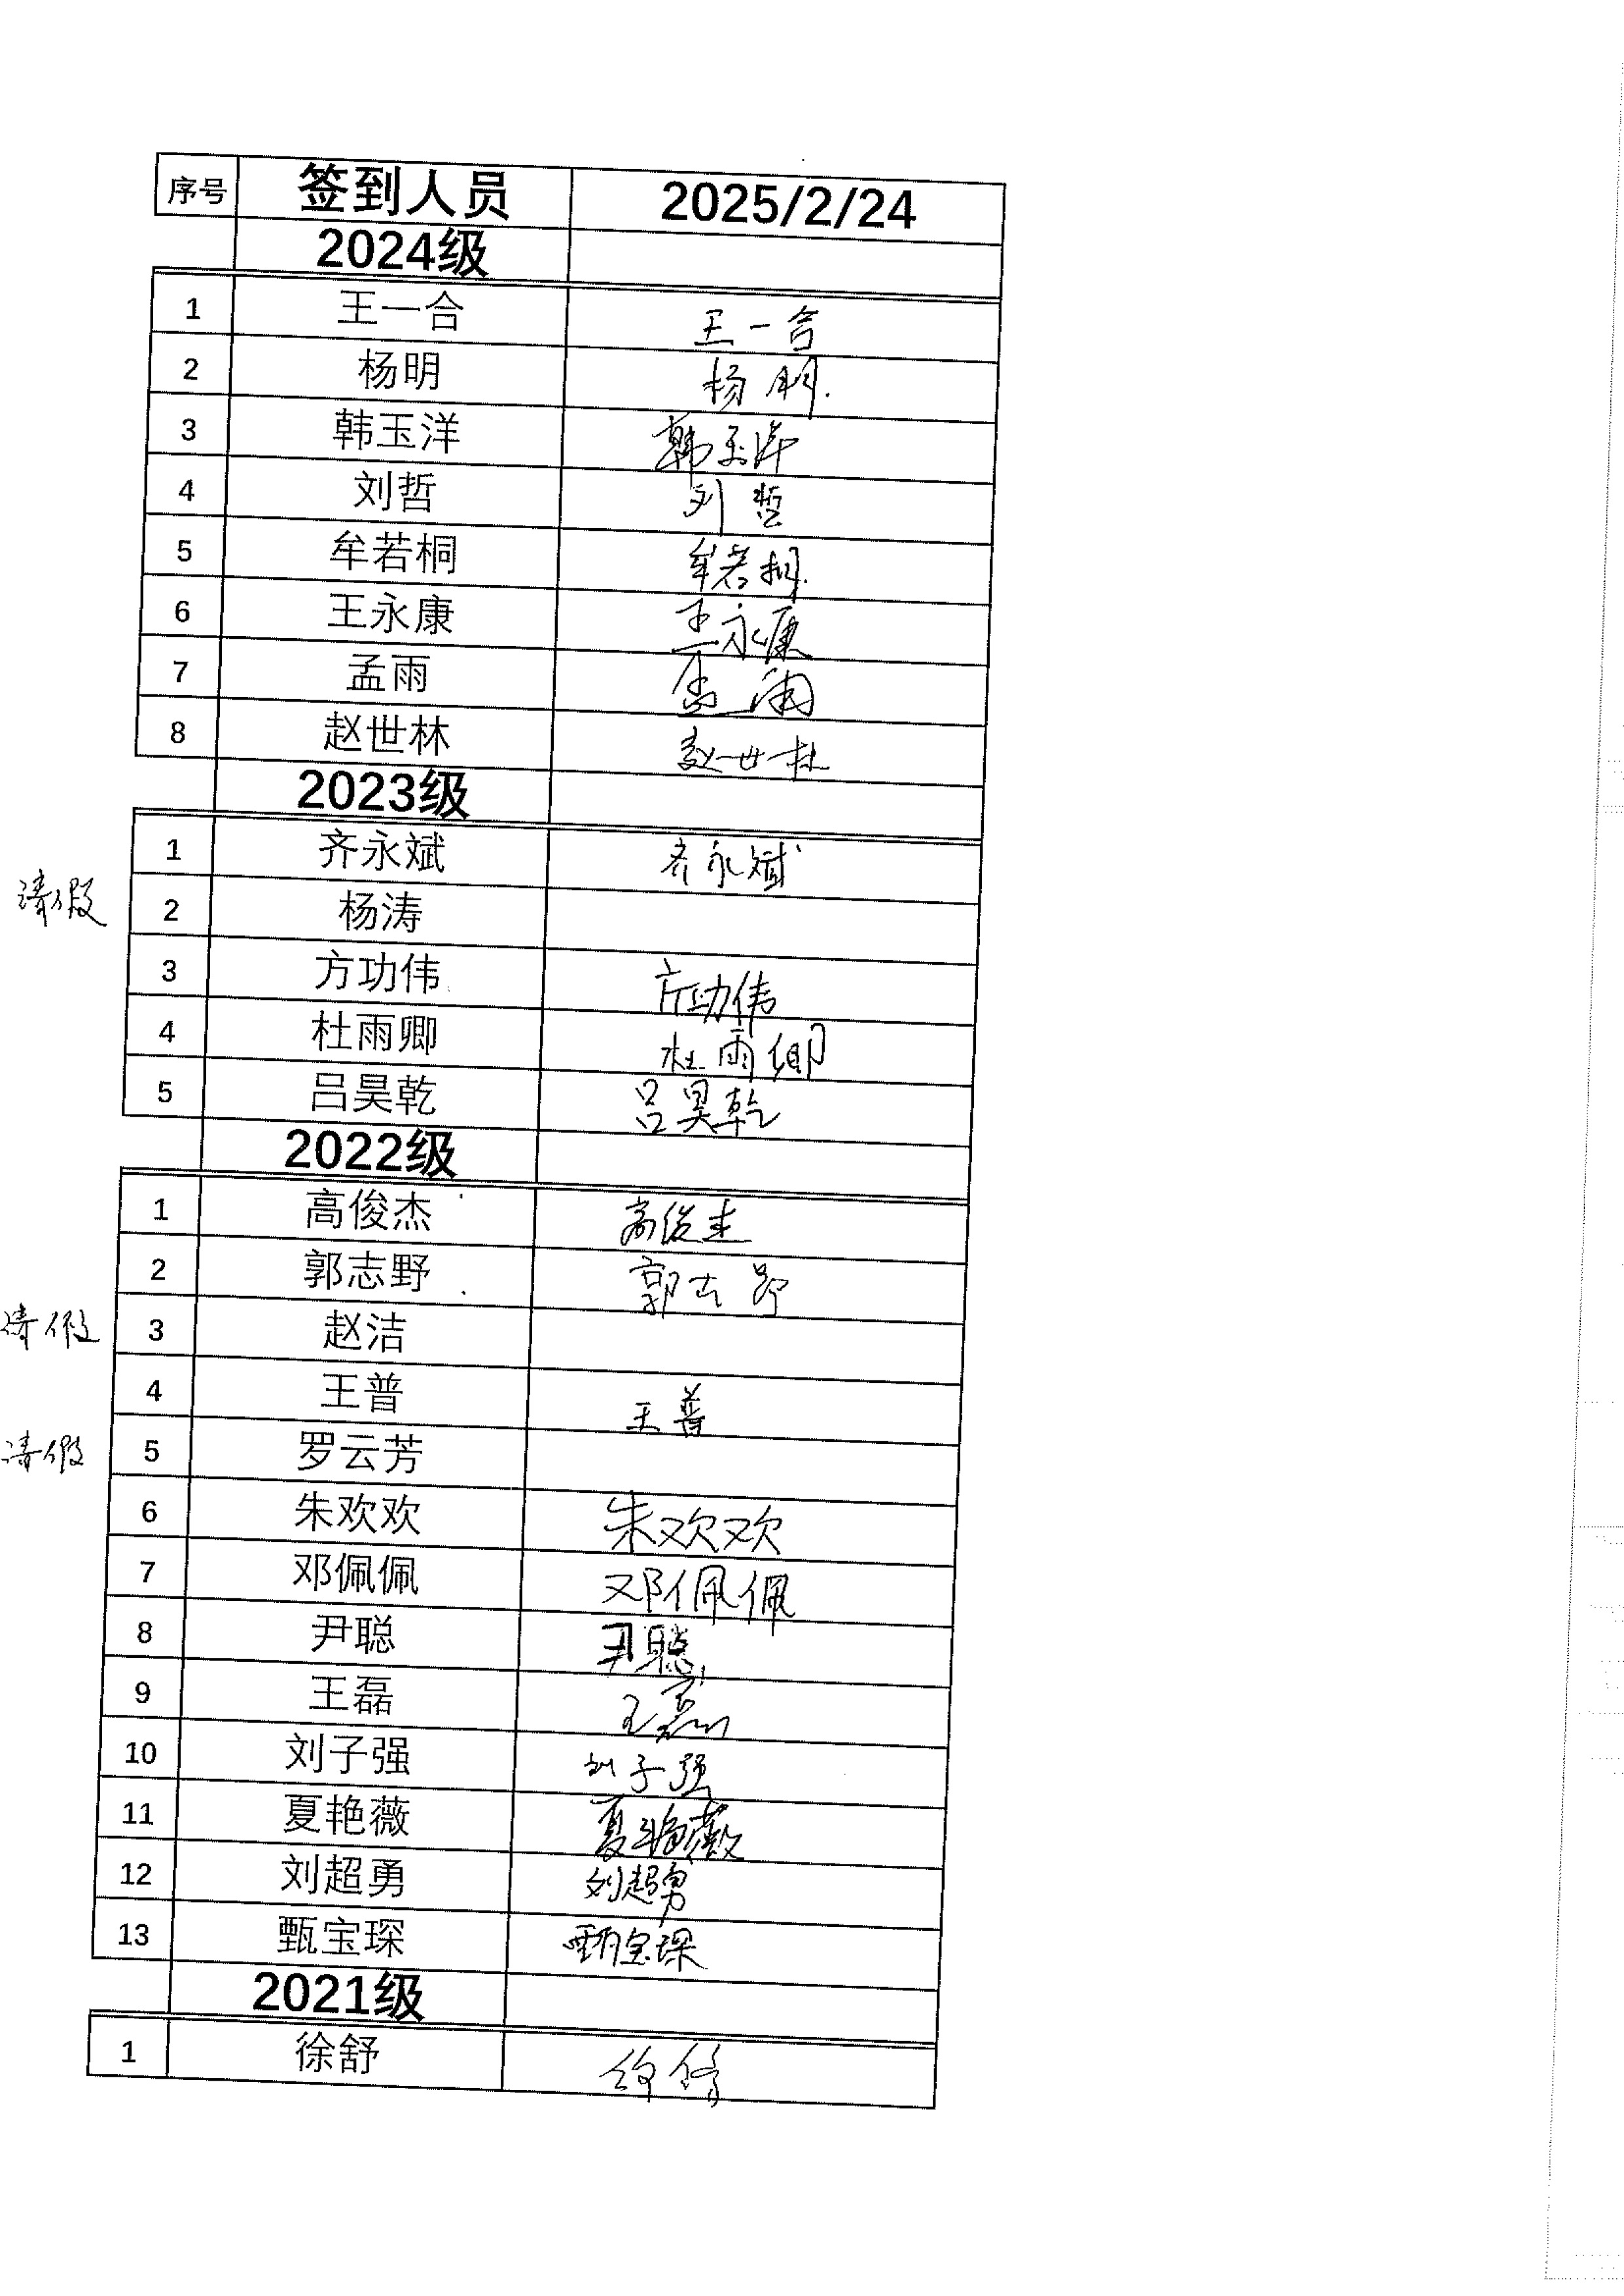 序号 签到人员 2025/2/24
2024级
1 王一合 王一合
2 杨明 杨明.
3 韩玉洋 韩玉洋
4 刘哲 刘哲
5 牟若桐 牟若桐.
6 王永康 王永康
7 孟雨 孟雨
8 赵世林 赵世林
2023级
1 齐永斌 齐永斌
请假 2 杨涛
3 方功伟 方功伟
4 杜雨卿 杜雨卿
5 吕昊乾 吕昊乾
2022级
1 高俊杰 高俊杰
2 郭志野 郭志野
请假 3 赵洁
4 王普 王普
请假 5 罗云芳
6 朱欢欢 朱欢欢
7 邓佩佩 邓佩佩
8 尹聪 尹聪
9 王磊 王磊
10 刘子强 刘子强
11 夏艳薇 夏艳薇
12 刘超勇 刘超勇
13 甄宝琛 甄宝琛
2021级
1 徐舒 徐舒